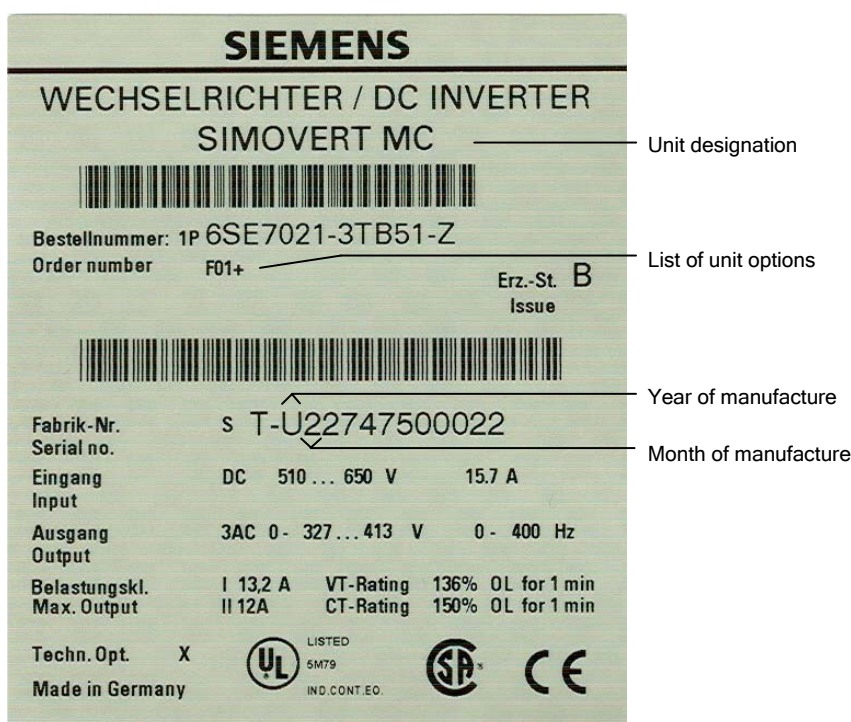 SIEMENS
WECHSELRICHTER / DC INVERTER
SIMOVERT MC
Unit designation
Bestellnummer: 1P 6SE7021-3TB51-Z
Order number F01+
List of unit options
Erz.-St. B
Issue
Year of manufacture
Fabrik-Nr. S T-U22747500022
Serial no.
Month of manufacture
Eingang DC 510 ... 650 V 15.7 A
Input
Ausgang 3AC 0 - 327...413 V 0 - 400 Hz
Output
Belastungskl. I 13,2 A VT-Rating 136% OL for 1 min
Max. Output II 12A CT-Rating 150% OL for 1 min
Techn. Opt. X
UL
LISTED
5M79
IND.CONT.EQ.
SA
CE
Made in Germany